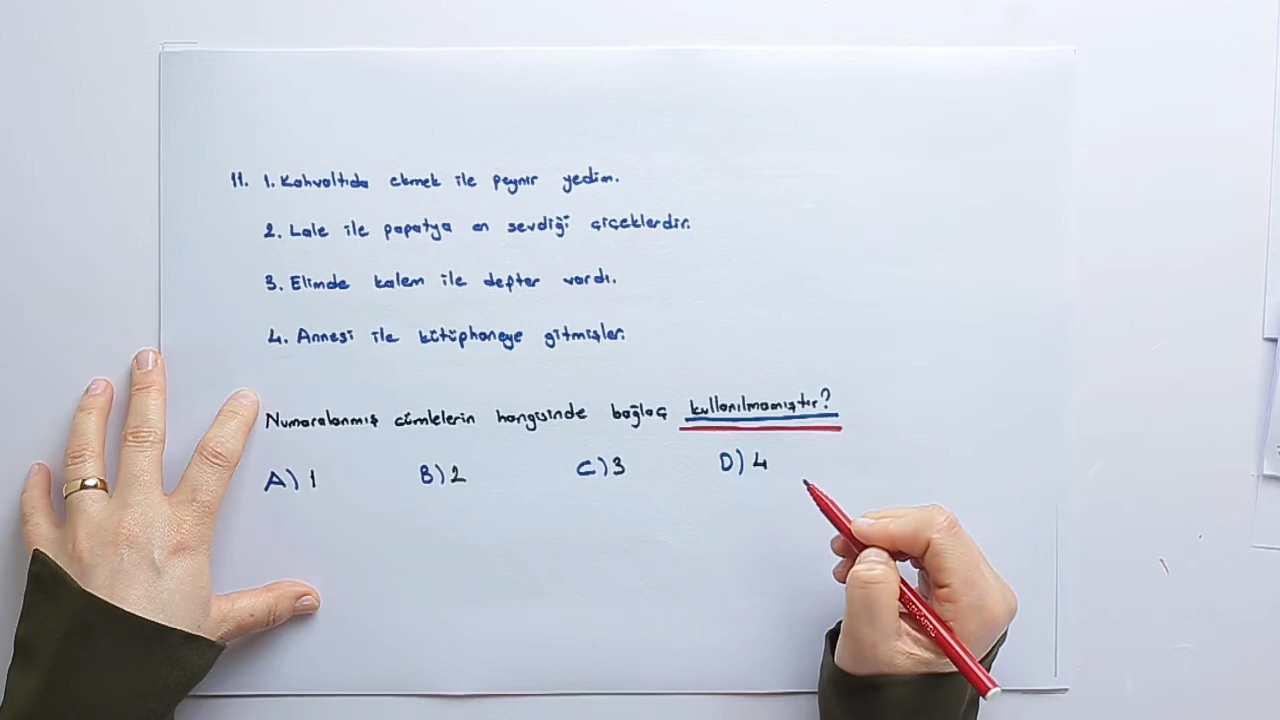 11. 1. Kahvaltıda ekmek ile peynir yedim.
2. Lale ile papatya en sevdiği çiçeklerdir.
3. Elimde kalem ile defter vardı.
4. Annesi ile kütüphaneye gitmişler.
Numaralanmış cümlelerin hangisinde bağlaç kullanılmamıştır?
A) 1 B) 2 C) 3 D) 4